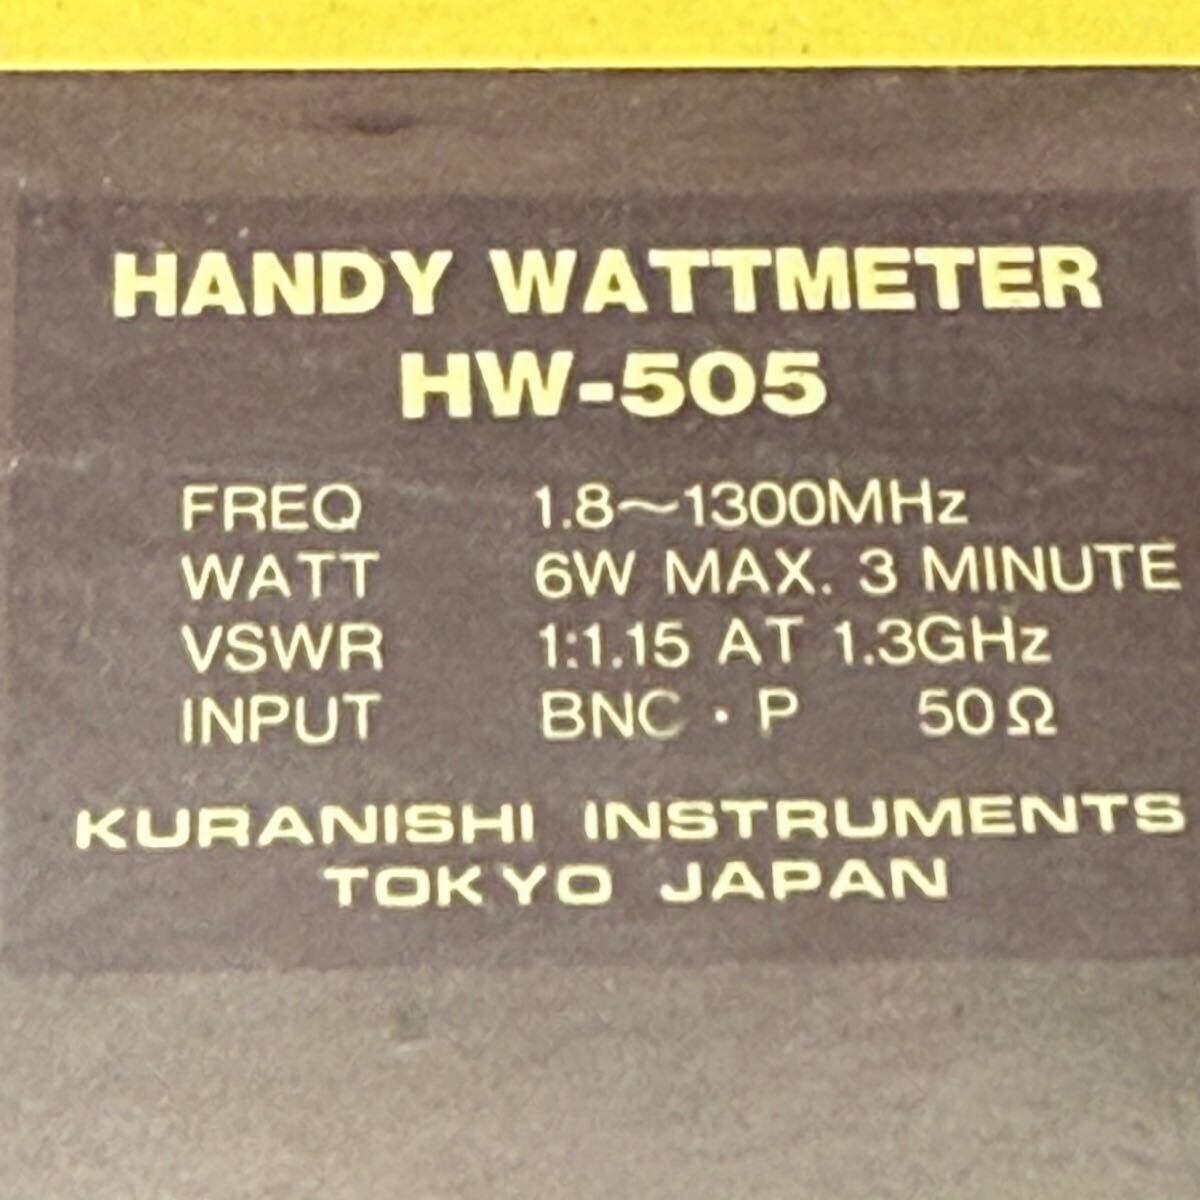 HANDY WATTMETER
HW-505
FREQ 1.8~1300MHz
WATT 6W MAX. 3 MINUTE
VSWR 1:1.15 AT 1.3GHz
INPUT BNC・P 50Ω
KURANISHI INSTRUMENTS
TOKYO JAPAN